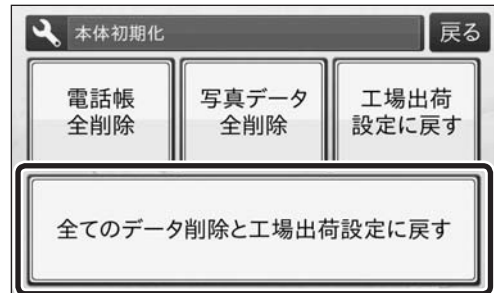 本体初期化
戻る
電話帳
全削除
写真データ
全削除
工場出荷
設定に戻す
全てのデータ削除と工場出荷設定に戻す